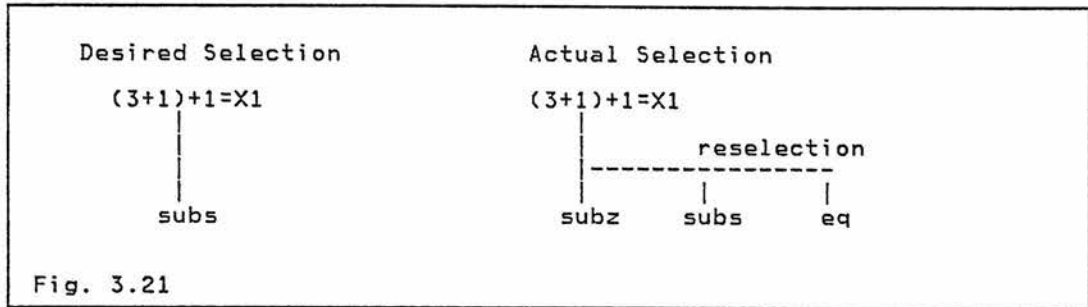 Desired Selection    Actual Selection
(3+1)+1=X1    (3+1)+1=X1
reselection
subs    subz    subs    eq
Fig. 3.21